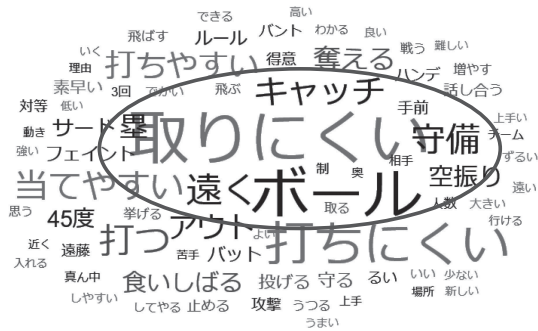 高い
できる
バント
わかる
良い
飛ばす
ルール
戦う
難しい
いく
打ちやすい
得意
奪える
理由
ハンデ
増やす
素早い
3回
でかい
飛ぶ
キャッチ
話し合う
対等
低い
手前
上手い
動き
サード
塁
取りにくい
守備
チーム
強い
フェイント
制
奥
相手
ずるい
当てやすい
遠く
ボール
空振り
遠い
思う
45度
挙げる
アウト
取る
人数
大きい
行ける
近く
遠藤
打つ
苦手
バット
よい
打ちにくい
入れる
真ん中
食いしばる
投げる
守る
るい
いい
少ない
しやすい
してやる
止める
攻撃
うつる
上手
場所
新しい
うまい